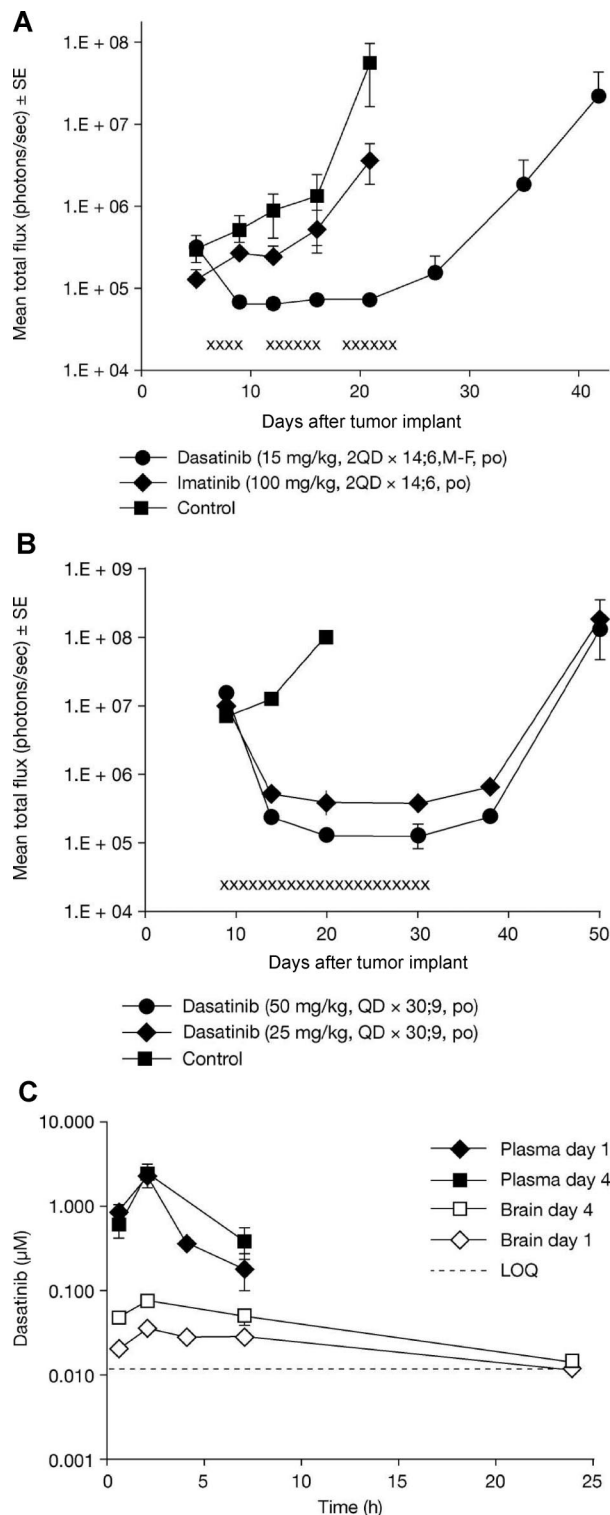 A
Mean total flux (photons/sec) ± SE
1.E + 08
1.E + 07
1.E + 06
1.E + 05
1.E + 04
xxxx xxxxxx xxxxxx
0 10 20 30 40
Days after tumor implant
Dasatinib (15 mg/kg, 2QD × 14;6,M-F, po)
Imatinib (100 mg/kg, 2QD × 14;6, po)
Control
B
Mean total flux (photons/sec) ± SE
1.E + 09
1.E + 08
1.E + 07
1.E + 06
1.E + 05
1.E + 04
xxxxxxxxxxxxxxxxxxxxxx
0 10 20 30 40 50
Days after tumor implant
Dasatinib (50 mg/kg, QD × 30;9, po)
Dasatinib (25 mg/kg, QD × 30;9, po)
Control
C
Dasatinib (µM)
10.000
1.000
0.100
0.010
0.001
Plasma day 1
Plasma day 4
Brain day 4
Brain day 1
LOQ
0 5 10 15 20 25
Time (h)